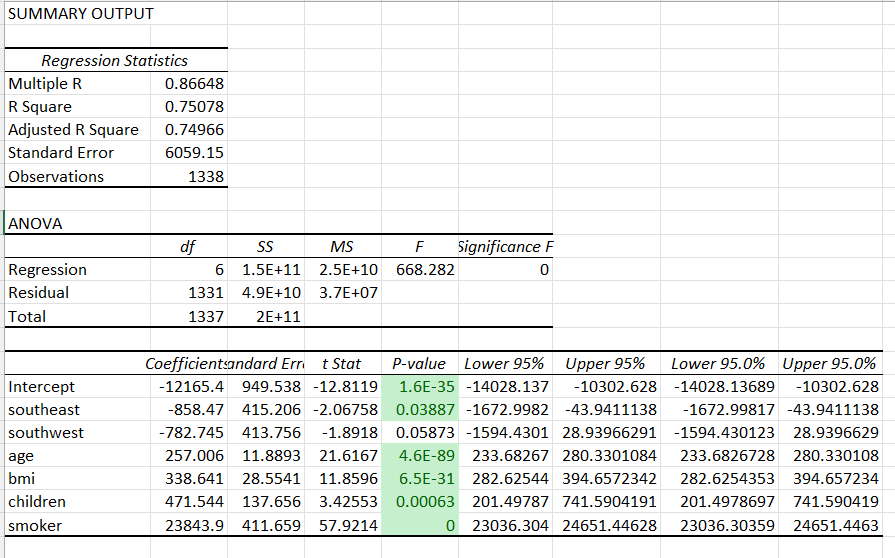 SUMMARY OUTPUT
Regression Statistics
Multiple R 0.86648
R Square 0.75078
Adjusted R Square 0.74966
Standard Error 6059.15
Observations 1338
ANOVA
df SS MS F Significance F
Regression 6 1.5E+11 2.5E+10 668.282 0
Residual 1331 4.9E+10 3.7E+07
Total 1337 2E+11
Coefficients andard Erro t Stat P-value Lower 95% Upper 95% Lower 95.0% Upper 95.0%
Intercept -12165.4 949.538 -12.8119 1.6E-35 -14028.137 -10302.628 -14028.13689 -10302.628
southeast -858.47 415.206 -2.06758 0.03887 -1672.9982 -43.9411138 -1672.99817 -43.9411138
southwest -782.745 413.756 -1.8918 0.05873 -1594.4301 28.93966291 -1594.430123 28.9396629
age 257.006 11.8893 21.6167 4.6E-89 233.68267 280.3301084 233.6826728 280.330108
bmi 338.641 28.5541 11.8596 6.5E-31 282.62544 394.6572342 282.6254353 394.657234
children 471.544 137.656 3.42553 0.00063 201.49787 741.5904191 201.4978697 741.590419
smoker 23843.9 411.659 57.9214 0 23036.304 24651.44628 23036.30359 24651.4463